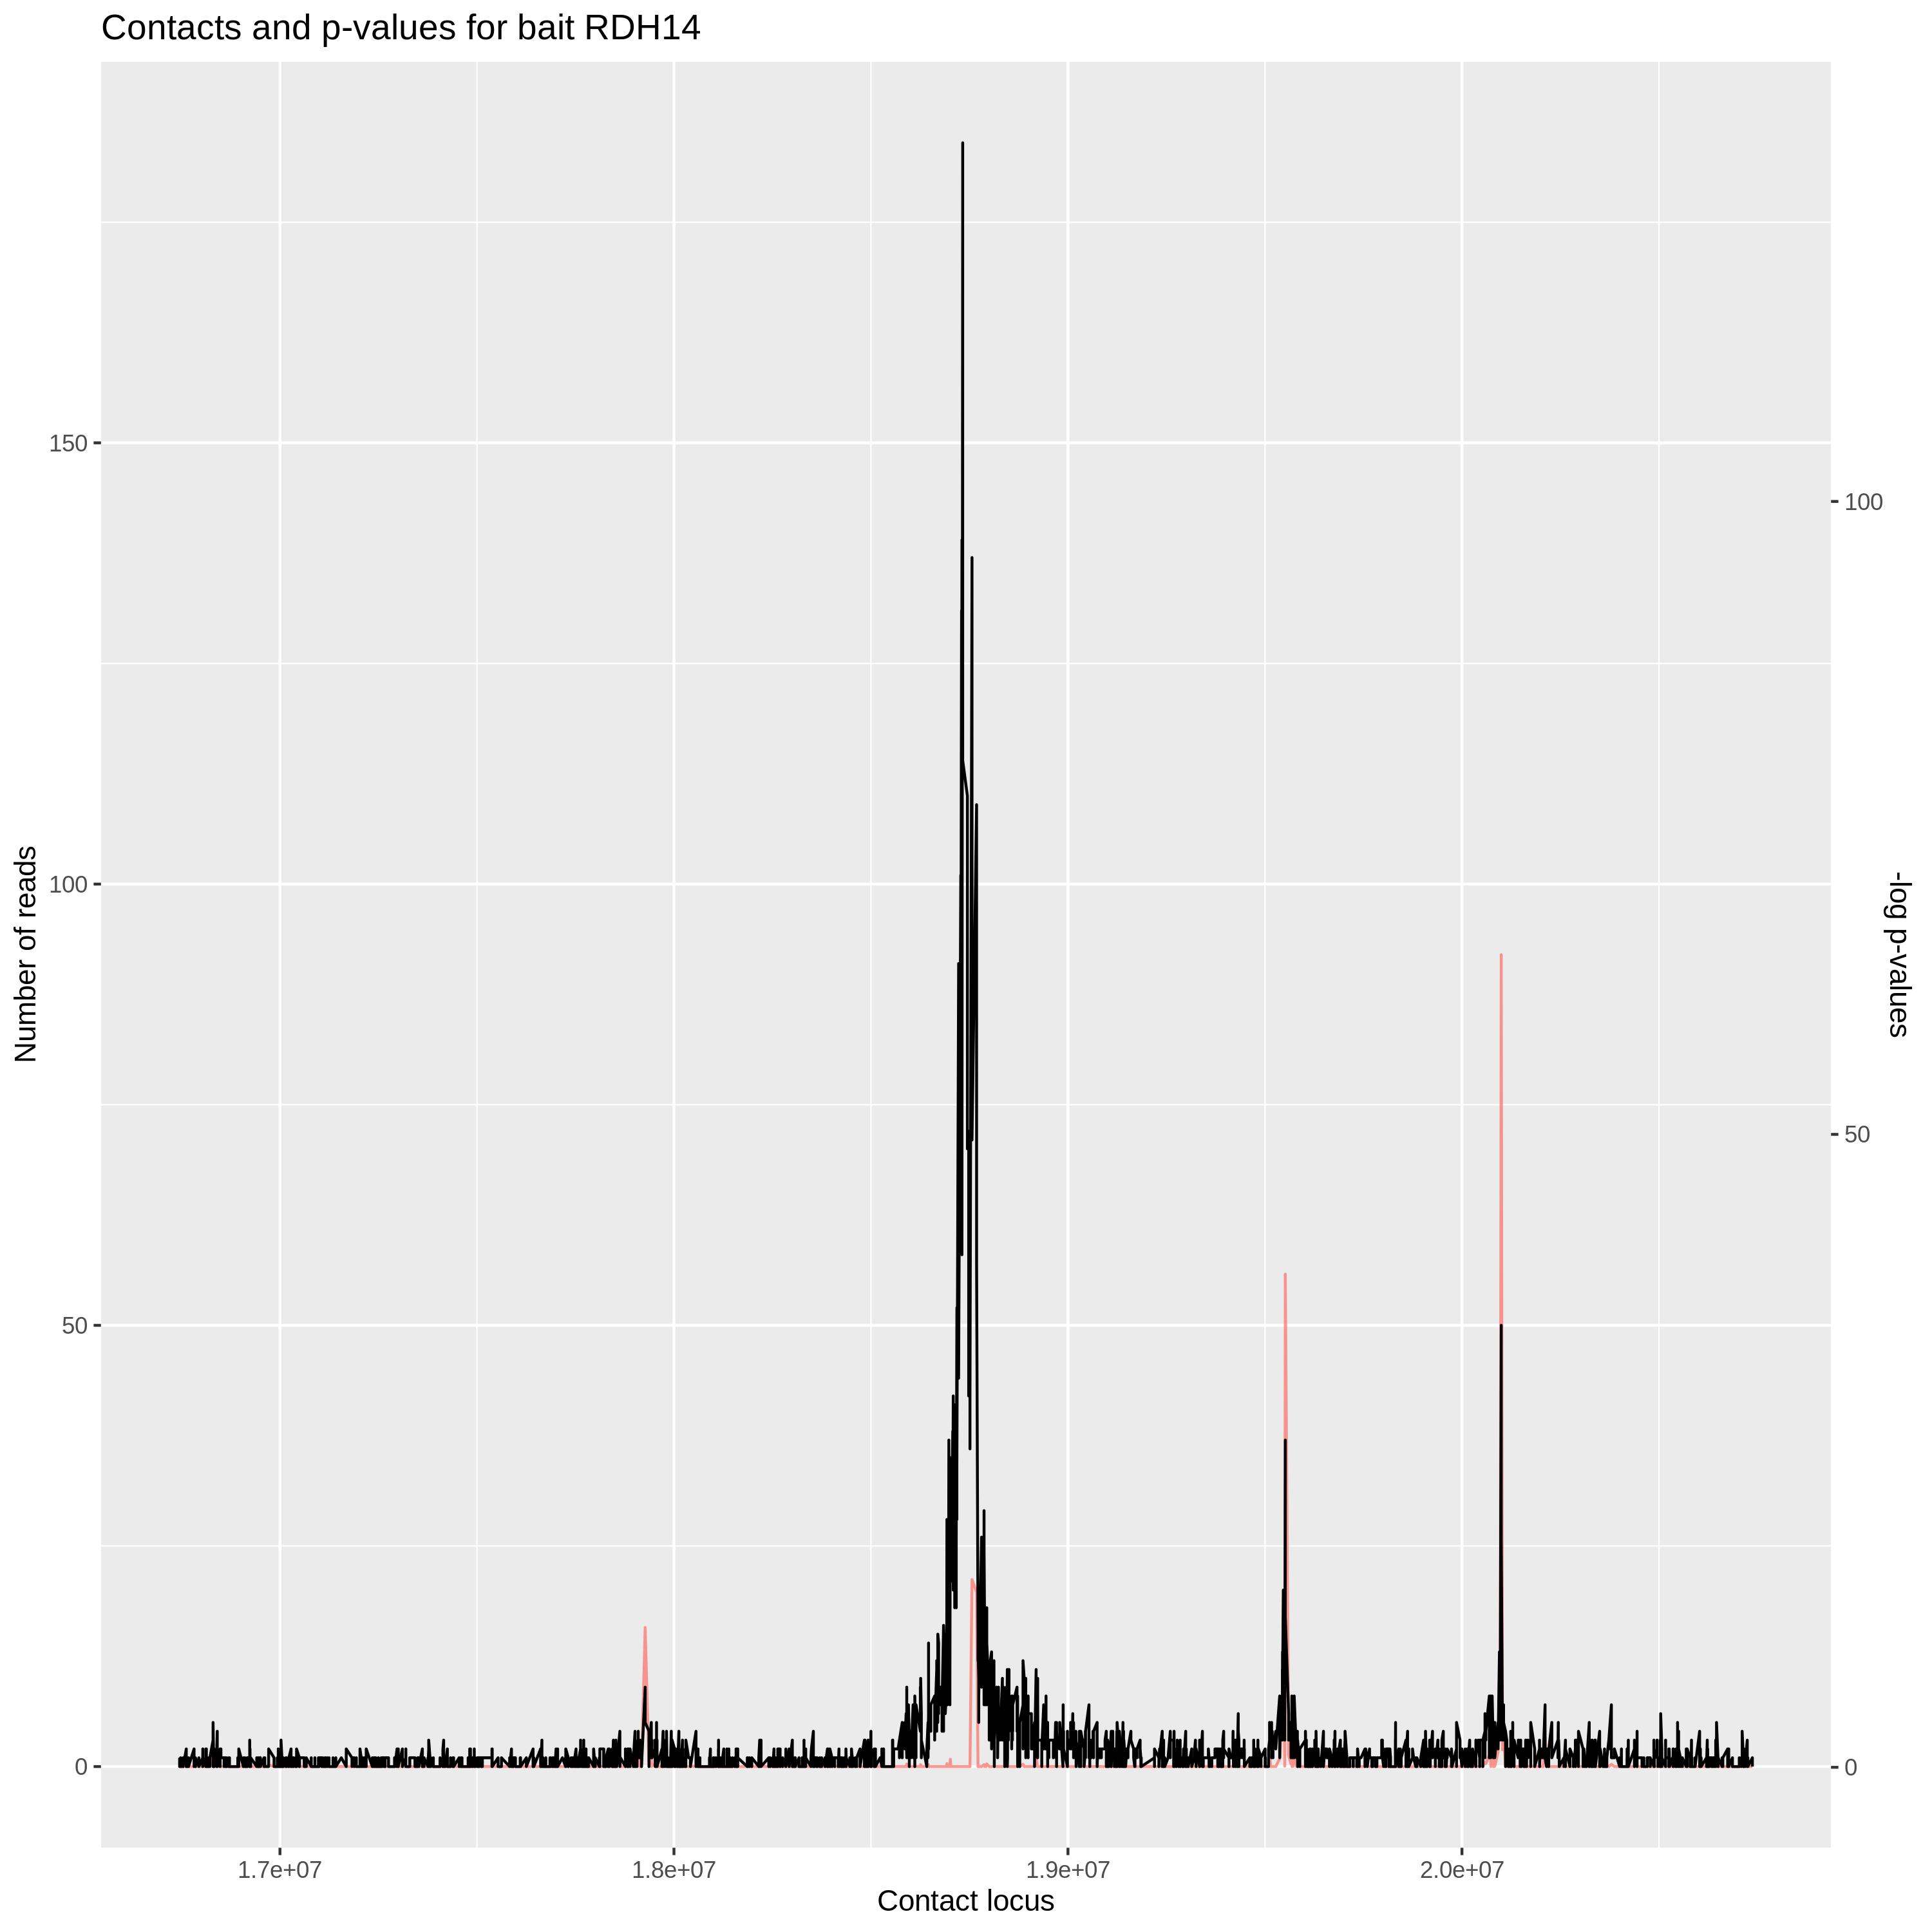 Contacts and p-values for bait RDH14
Number of reads
150
100
50
0
100
50
0
-log p-values
1.7e+07 1.8e+07 1.9e+07 2.0e+07
Contact locus